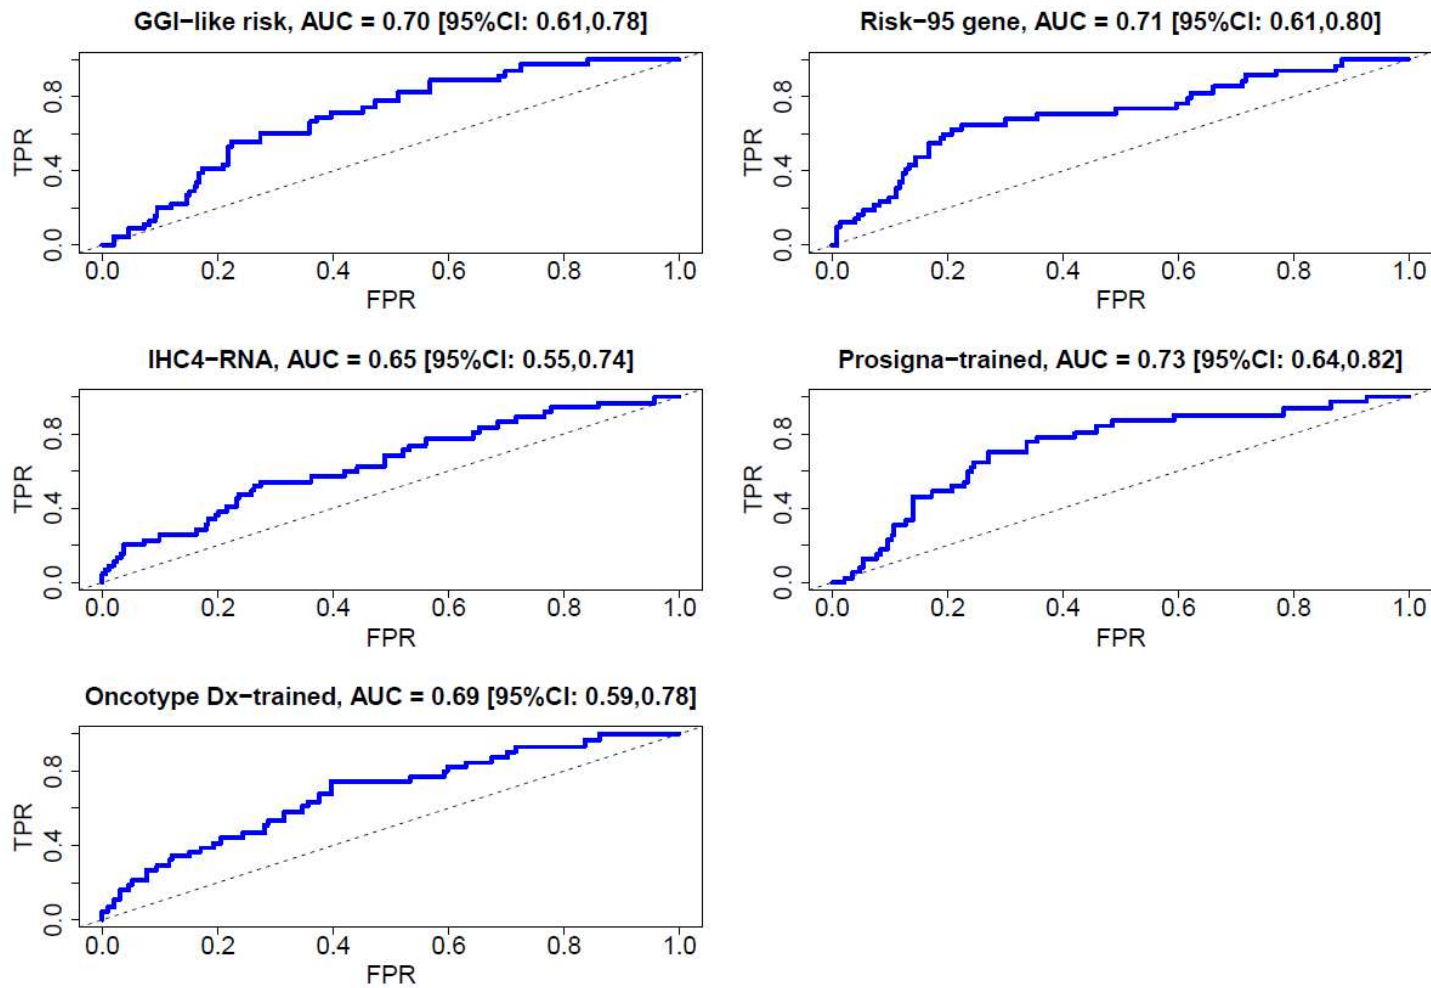 GGI−like risk, AUC = 0.70 [95%CI: 0.61,0.78]
TPR
0.8
0.4
0.0
0.0 0.2 0.4 0.6 0.8 1.0
FPR
Risk−95 gene, AUC = 0.71 [95%CI: 0.61,0.80]
TPR
0.8
0.4
0.0
0.0 0.2 0.4 0.6 0.8 1.0
FPR
IHC4−RNA, AUC = 0.65 [95%CI: 0.55,0.74]
TPR
0.8
0.4
0.0
0.0 0.2 0.4 0.6 0.8 1.0
FPR
Prosigna−trained, AUC = 0.73 [95%CI: 0.64,0.82]
TPR
0.8
0.4
0.0
0.0 0.2 0.4 0.6 0.8 1.0
FPR
Oncotype Dx−trained, AUC = 0.69 [95%CI: 0.59,0.78]
TPR
0.8
0.4
0.0
0.0 0.2 0.4 0.6 0.8 1.0
FPR